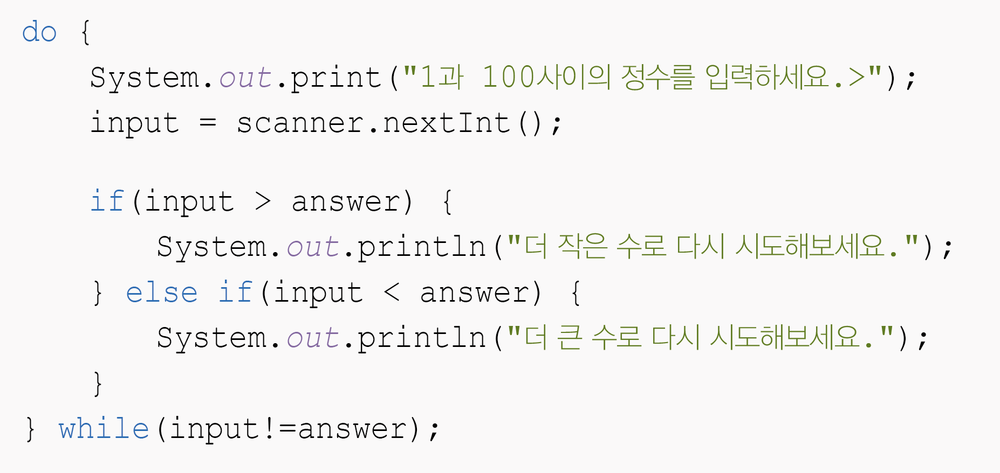 do {
System.out.print("1과 100사이의 정수를 입력하세요.>");
input = scanner.nextInt();
if(input > answer) {
System.out.println("더 작은 수로 다시 시도해보세요.");
} else if(input < answer) {
System.out.println("더 큰 수로 다시 시도해보세요.");
}
} while(input!=answer);